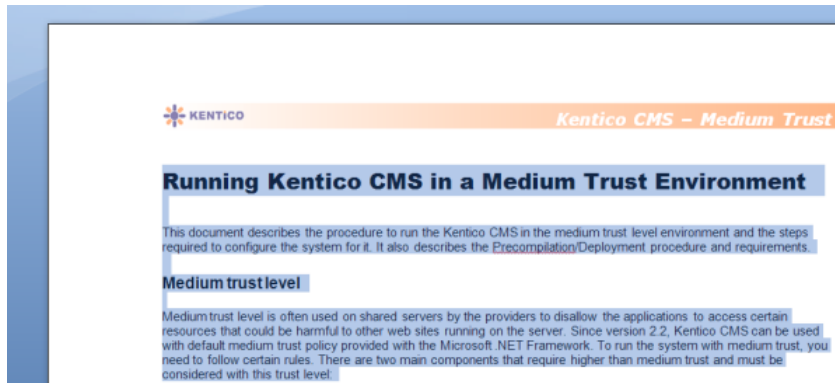 KENTICO
Kentico CMS – Medium Trust
Running Kentico CMS in a Medium Trust Environment
This document describes the procedure to run the Kentico CMS in the medium trust level environment and the steps
required to configure the system for it. It also describes the Precompilation/Deployment procedure and requirements.
Medium trust level
Medium trust level is often used on shared servers by the providers to disallow the applications to access certain
resources that could be harmful to other web sites running on the server. Since version 2.2, Kentico CMS can be used
with default medium trust policy provided with the Microsoft .NET Framework. To run the system with medium trust, you
need to follow certain rules. There are two main components that require higher than medium trust and must be
considered with this trust level: